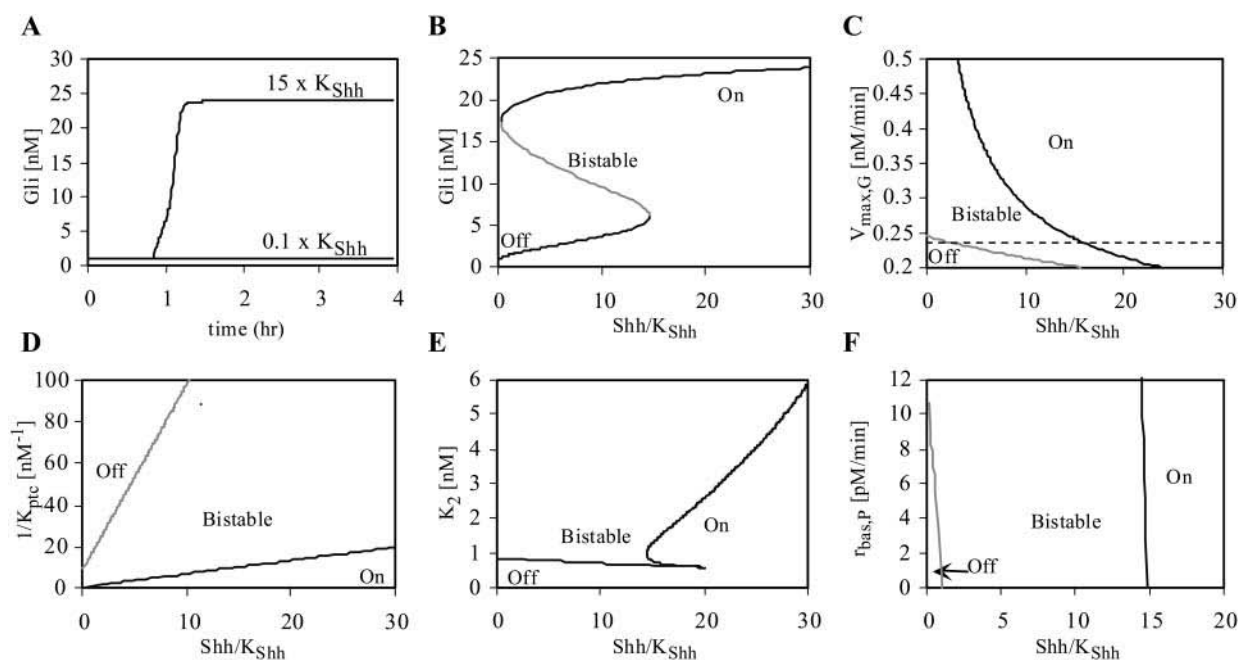 A
30
25
20
15
10
5
0
Gli [nM]
15 x K_Shh
0.1 x K_Shh
0 1 2 3 4
time (hr)
B
25
20
15
10
5
0
Gli [nM]
On
Bistable
Off
0 10 20 30
Shh/K_Shh
C
0.5
0.45
0.4
0.35
0.3
0.25
0.2
V_max,G [nM/min]
On
Bistable
Off
0 10 20 30
Shh/K_Shh
D
100
80
60
40
20
0
1/K_ptc [nM⁻¹]
Off
Bistable
On
0 10 20 30
Shh/K_Shh
E
6
5
4
3
2
1
0
K_2 [nM]
Bistable
On
Off
0 10 20 30
Shh/K_Shh
F
12
10
8
6
4
2
0
r_bas,P [pM/min]
On
Bistable
Off
0 5 10 15 20
Shh/K_Shh